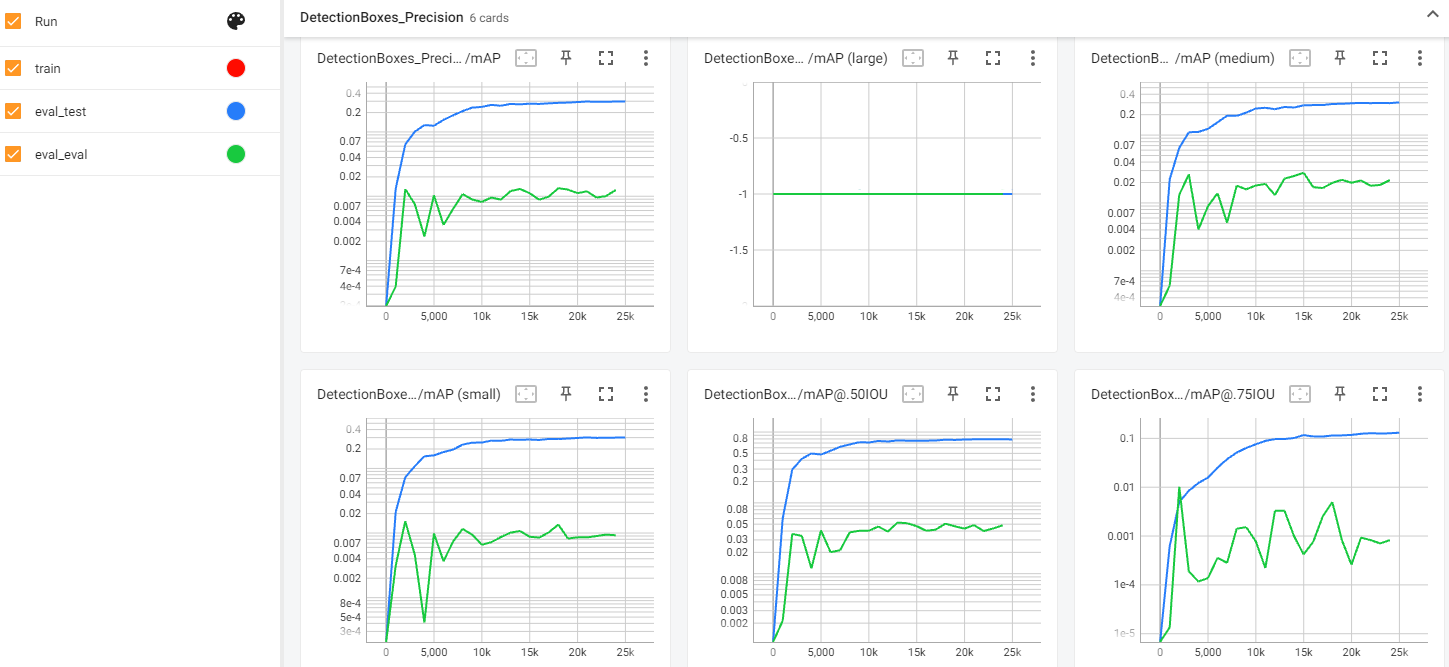 Run
train
eval_test
eval_eval
DetectionBoxes_Precision 6 cards
DetectionBoxes_Preci... /mAP
0.4
0.2
0.07
0.04
0.02
0.007
0.004
0.002
7e-4
4e-4
0 5,000 10k 15k 20k 25k
DetectionBoxe... /mAP (large)
-0.5
-1
-1.5
0 5,000 10k 15k 20k 25k
DetectionB... /mAP (medium)
0.4
0.2
0.07
0.04
0.02
0.007
0.004
0.002
7e-4
4e-4
0 5,000 10k 15k 20k 25k
DetectionBoxe.../mAP (small)
0.4
0.2
0.07
0.04
0.02
0.007
0.004
0.002
8e-4
5e-4
3e-4
0 5,000 10k 15k 20k 25k
DetectionBox.../mAP@.50IOU
0.8
0.5
0.3
0.2
0.08
0.05
0.03
0.02
0.008
0.005
0.003
0.002
0 5,000 10k 15k 20k 25k
DetectionBox.../mAP@.75IOU
0.1
0.01
0.001
1e-4
1e-5
0 5,000 10k 15k 20k 25k